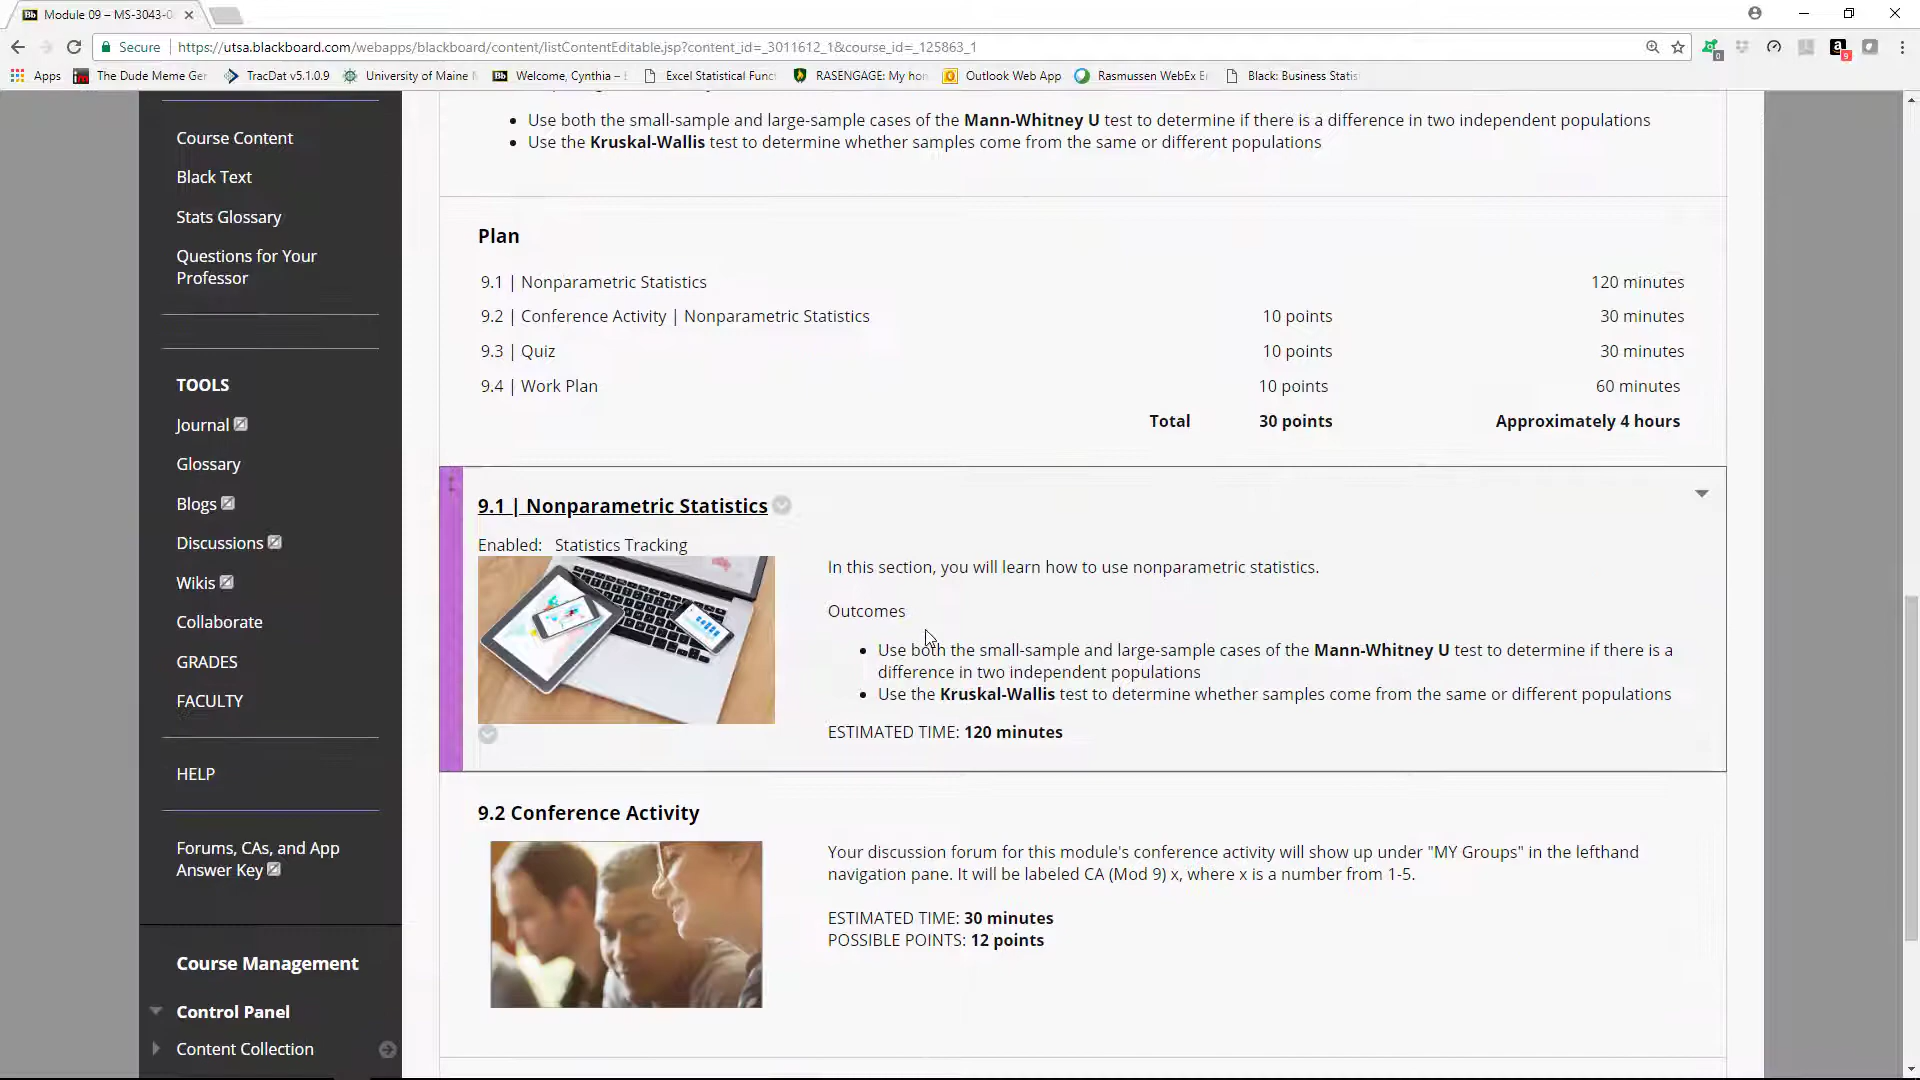 Module 09 – MS-3043-0
Secure
https://utsa.blackboard.com/webapps/blackboard/content/listContentEditable.jsp?content_id=_3011612_1&course_id=_125863_1
Apps
The Dude Meme Ger
TracDat v5.1.0.9
University of Maine
Welcome, Cynthia –
Excel Statistical Func
RASENGAGE: My ho
Outlook Web App
Rasmussen WebEx E
Black: Business Statis
Course Content
Black Text
Stats Glossary
Questions for Your
Professor
TOOLS
Journal
Glossary
Blogs
Discussions
Wikis
Collaborate
GRADES
FACULTY
HELP
Forums, CAs, and App
Answer Key
Course Management
Control Panel
Content Collection
• Use both the small-sample and large-sample cases of the Mann-Whitney U test to determine if there is a difference in two independent populations
• Use the Kruskal-Wallis test to determine whether samples come from the same or different populations
Plan
9.1 | Nonparametric Statistics 120 minutes
9.2 | Conference Activity | Nonparametric Statistics 10 points 30 minutes
9.3 | Quiz 10 points 30 minutes
9.4 | Work Plan 10 points 60 minutes
Total 30 points Approximately 4 hours
9.1 | Nonparametric Statistics
Enabled: Statistics Tracking
In this section, you will learn how to use nonparametric statistics.
Outcomes
• Use both the small-sample and large-sample cases of the Mann-Whitney U test to determine if there is a
difference in two independent populations
• Use the Kruskal-Wallis test to determine whether samples come from the same or different populations
ESTIMATED TIME: 120 minutes
9.2 Conference Activity
Your discussion forum for this module's conference activity will show up under "MY Groups" in the lefthand
navigation pane. It will be labeled CA (Mod 9) x, where x is a number from 1-5.
ESTIMATED TIME: 30 minutes
POSSIBLE POINTS: 12 points